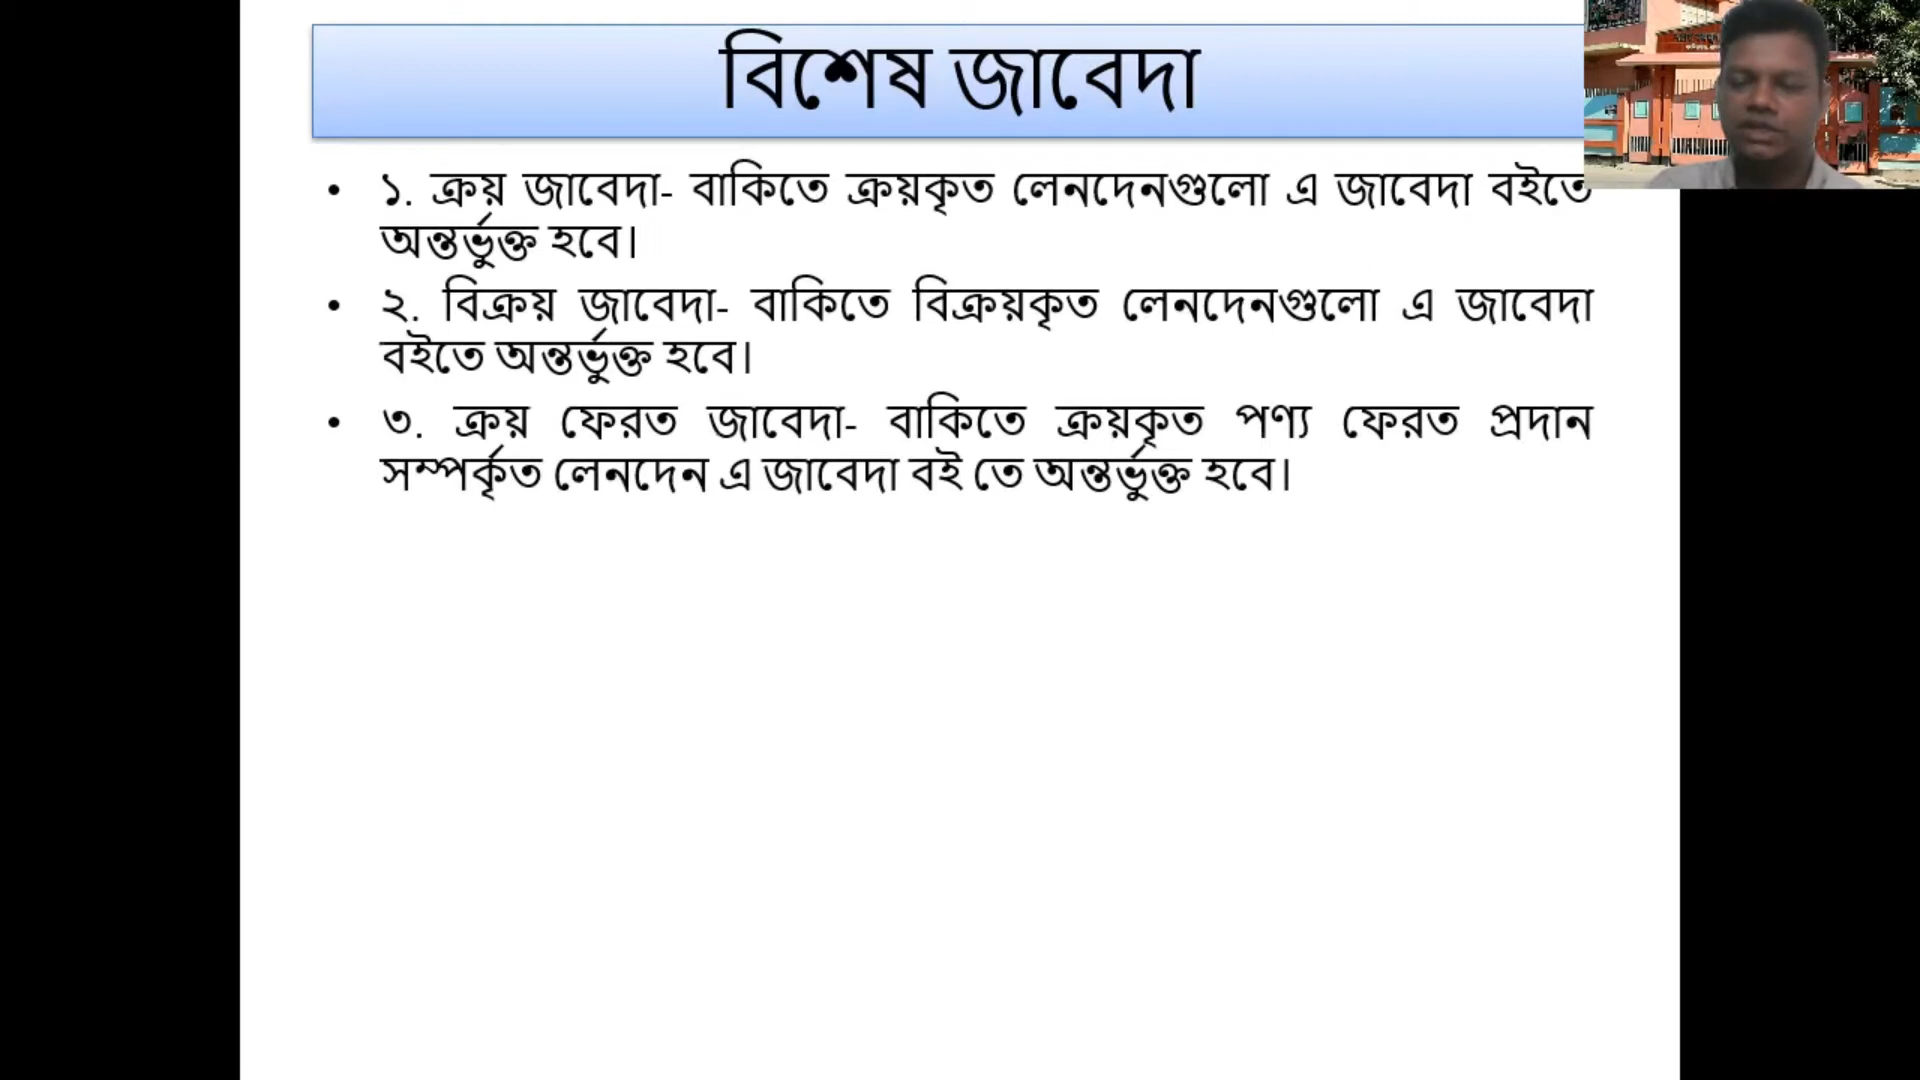 বিশেষ জাবেদা
• ১. ক্রয় জাবেদা- বাকিতে ক্রয়কৃত লেনদেনগুলো এ জাবেদা বইতে
অন্তর্ভুক্ত হবে।
• ২. বিক্রয় জাবেদা- বাকিতে বিক্রয়কৃত লেনদেনগুলো এ জাবেদা
বইতে অন্তর্ভুক্ত হবে।
• ৩. ক্রয় ফেরত জাবেদা- বাকিতে ক্রয়কৃত পণ্য ফেরত প্রদান
সম্পর্কৃত লেনদেন এ জাবেদা বই তে অন্তর্ভুক্ত হবে।